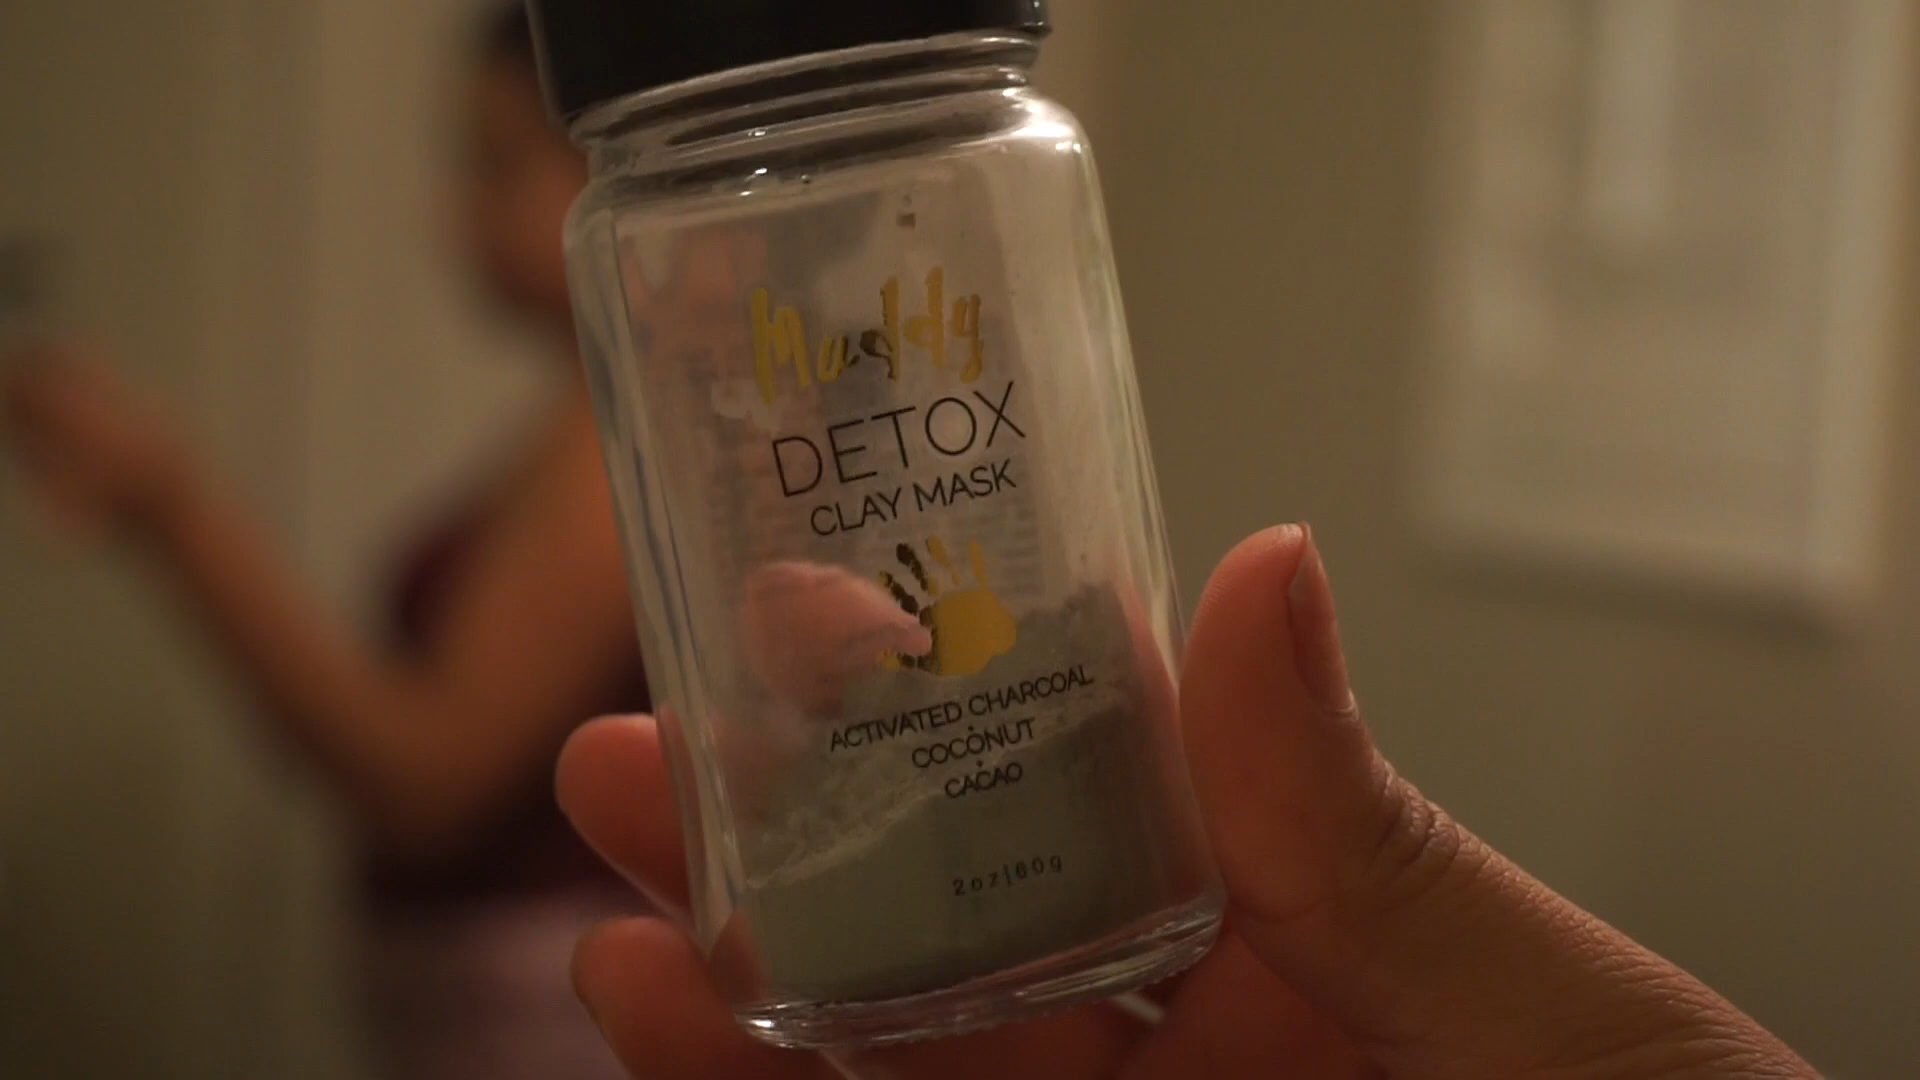 Muddy
DETOX
CLAY MASK
ACTIVATED CHARCOAL
•
COCONUT
•
CACAO
2oz|60g